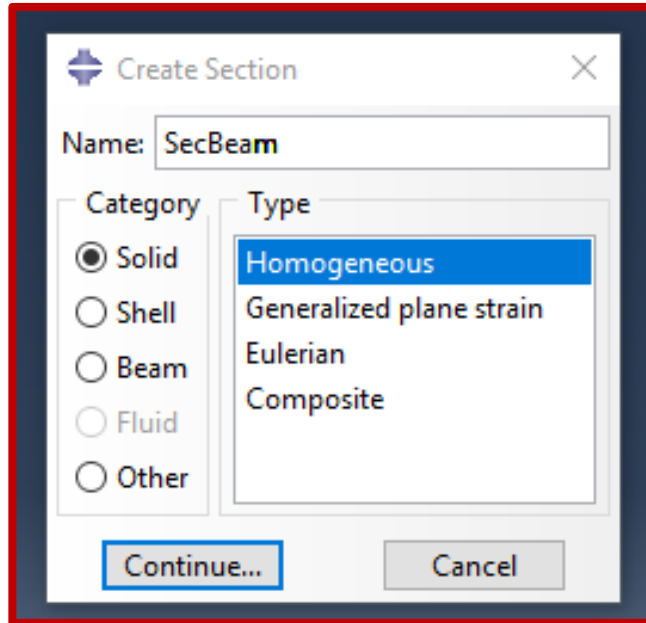 Create Section
Name: SecBeam
Category
Type
Solid
Shell
Beam
Fluid
Other
Homogeneous
Generalized plane strain
Eulerian
Composite
Continue...
Cancel